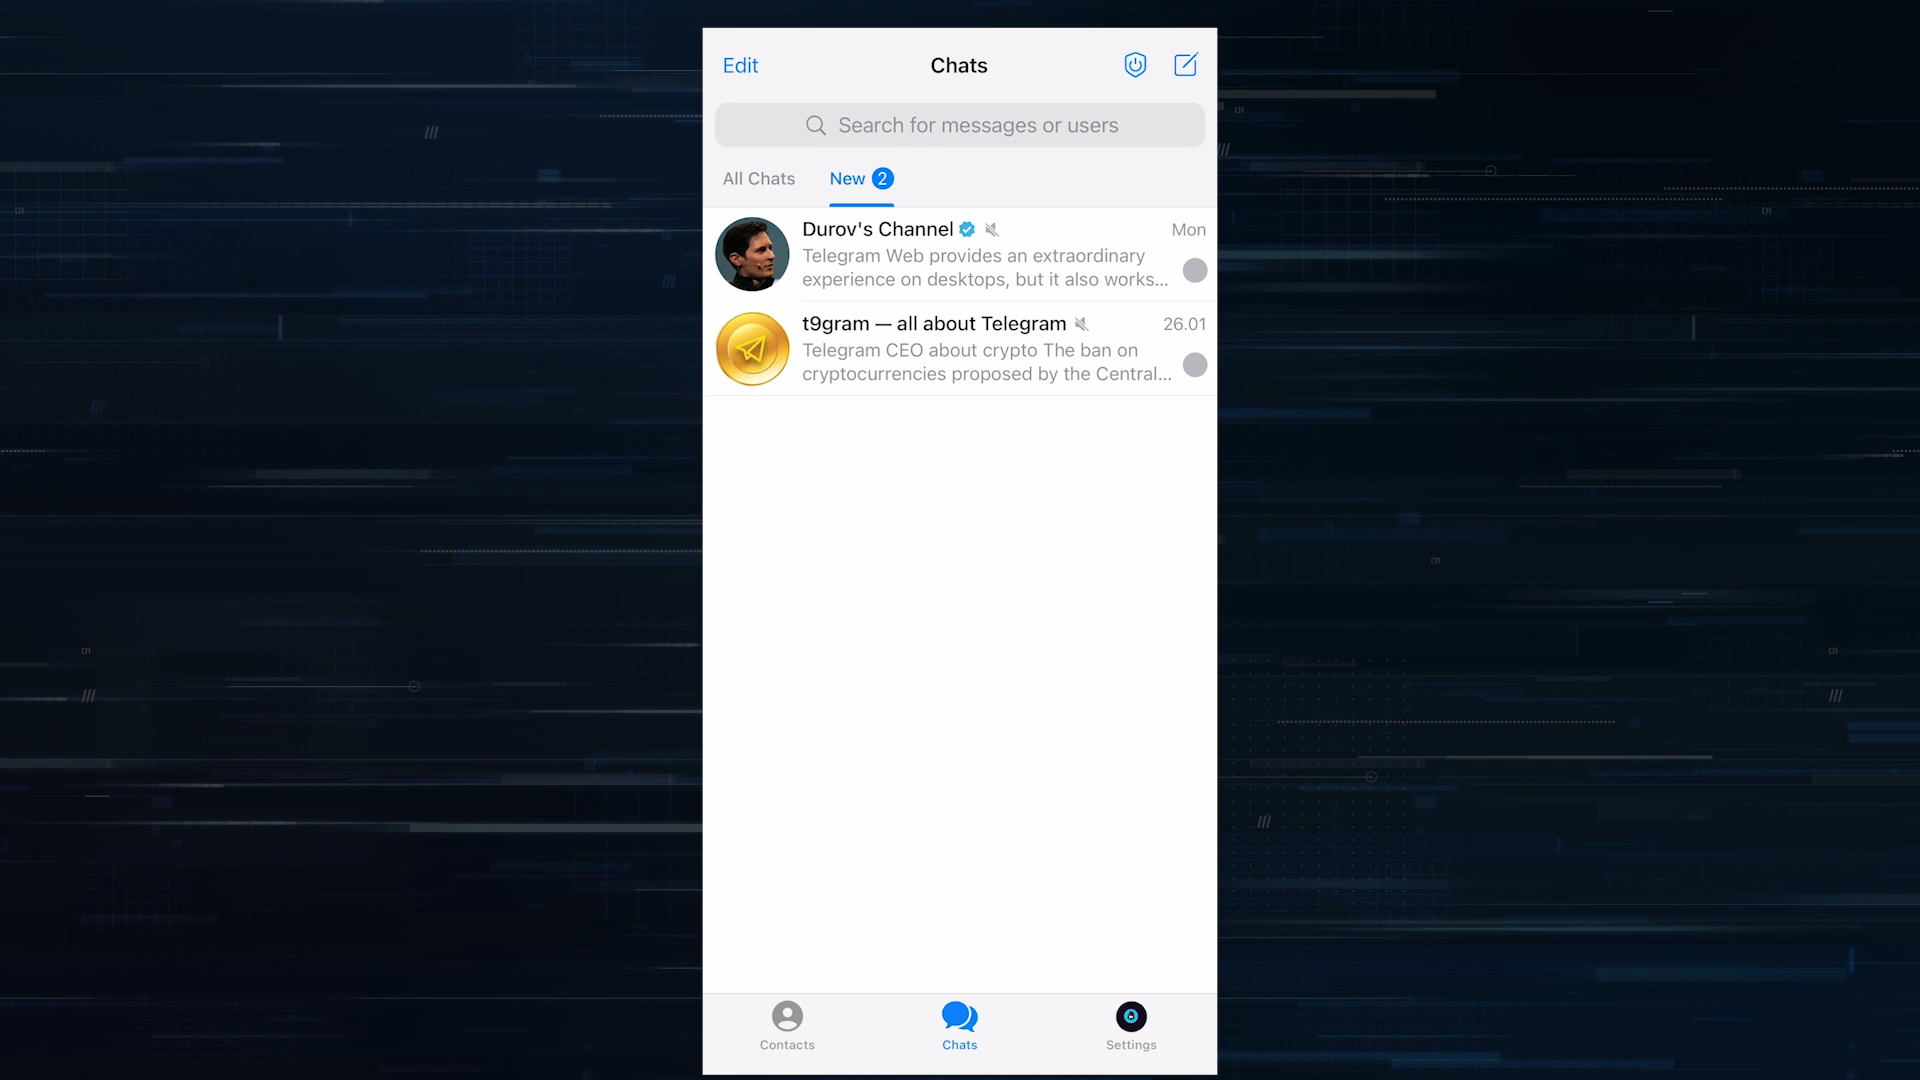 Edit
Chats
Search for messages or users
All Chats
New 2
Durov's Channel
Mon
Telegram Web provides an extraordinary
experience on desktops, but it also works...
t9gram — all about Telegram
26.01
Telegram CEO about crypto The ban on
cryptocurrencies proposed by the Central...
Contacts
Chats
Settings